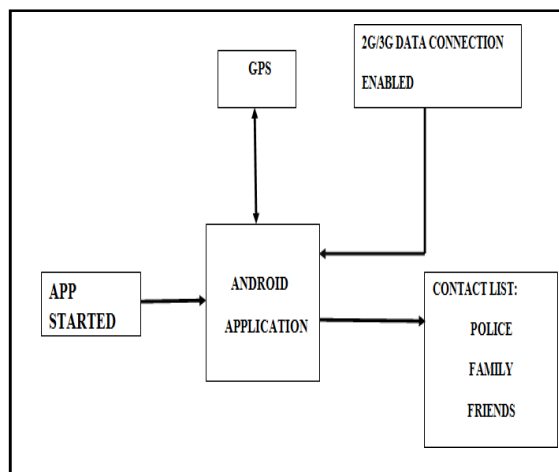 GPS
2G/3G DATA CONNECTION
ENABLED
APP
STARTED
ANDROID
APPLICATION
CONTACT LIST:
POLICE
FAMILY
FRIENDS